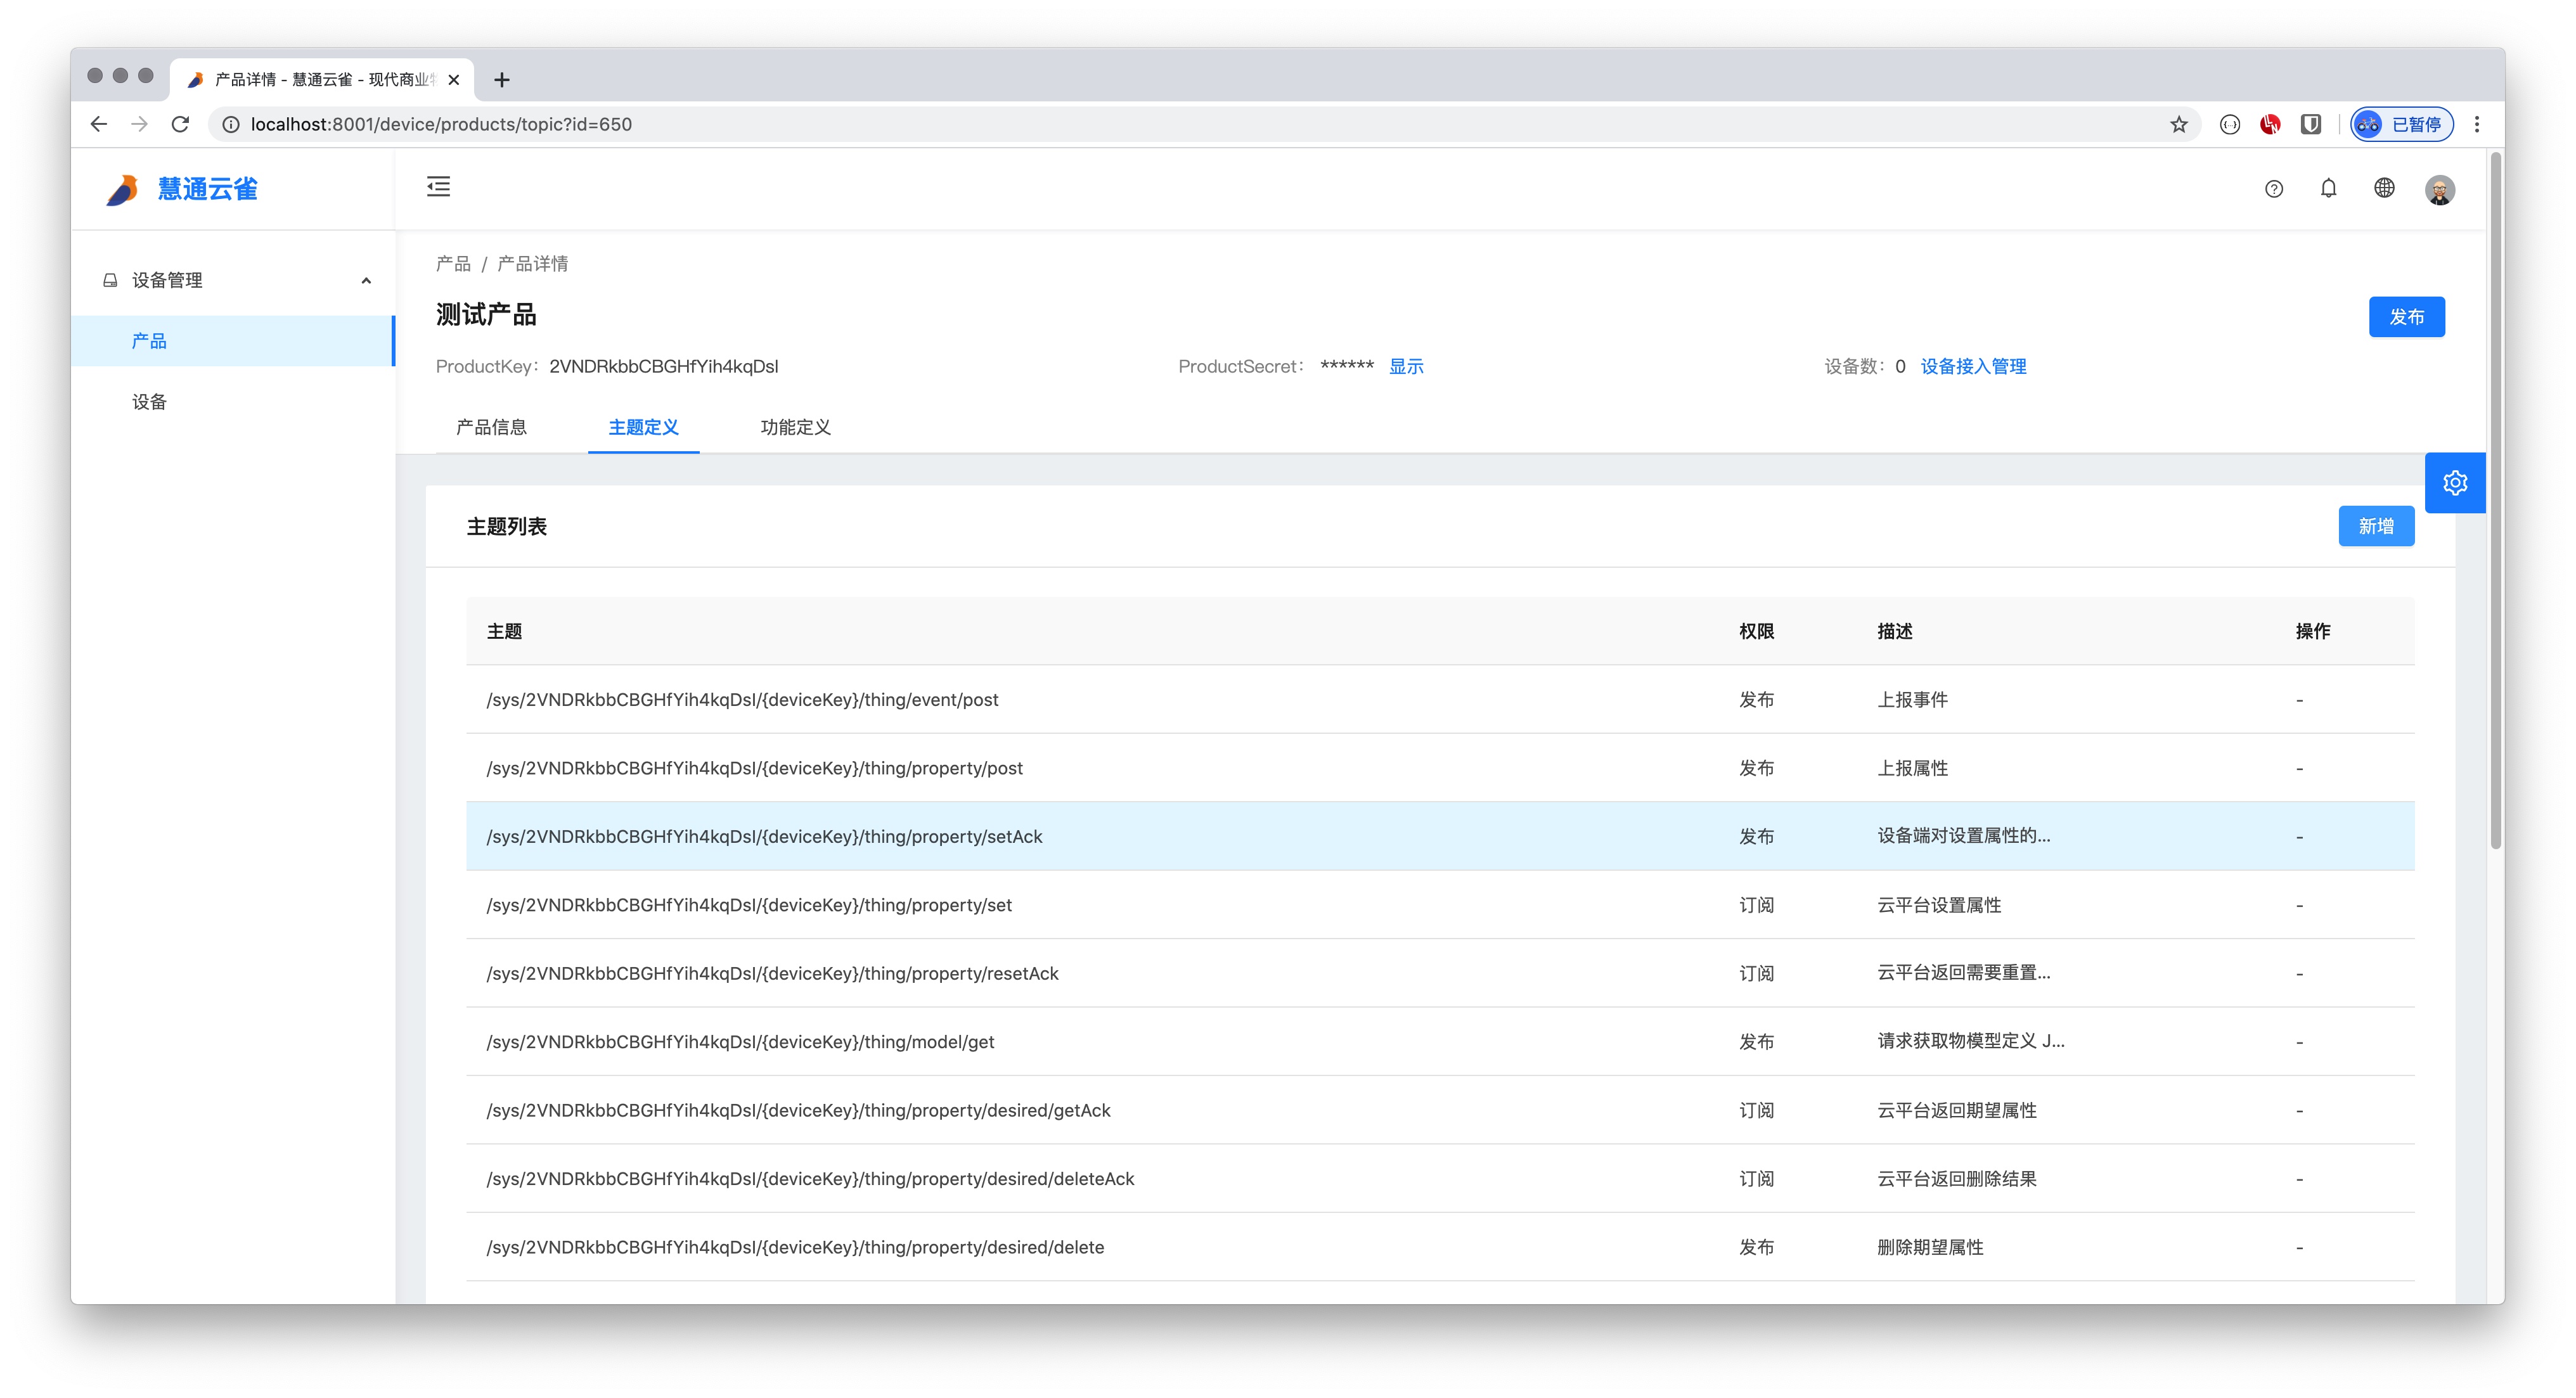 产品详情 - 慧通云雀 - 现代商业
localhost:8001/device/products/topic?id=650
已暂停
慧通云雀
设备管理
产品
设备
产品 / 产品详情
测试产品
发布
ProductKey: 2VNDRkbbCBGHfYih4kqDsI
ProductSecret: ****** 显示
设备数: 0 设备接入管理
产品信息 主题定义 功能定义
主题列表
新增
主题 权限 描述 操作
/sys/2VNDRkbbCBGHfYih4kqDsI/{deviceKey}/thing/event/post 发布 上报事件 -
/sys/2VNDRkbbCBGHfYih4kqDsI/{deviceKey}/thing/property/post 发布 上报属性 -
/sys/2VNDRkbbCBGHfYih4kqDsI/{deviceKey}/thing/property/setAck 发布 设备端对设置属性的... -
/sys/2VNDRkbbCBGHfYih4kqDsI/{deviceKey}/thing/property/set 订阅 云平台设置属性 -
/sys/2VNDRkbbCBGHfYih4kqDsI/{deviceKey}/thing/property/resetAck 订阅 云平台返回需要重置... -
/sys/2VNDRkbbCBGHfYih4kqDsI/{deviceKey}/thing/model/get 发布 请求获取物模型定义 J... -
/sys/2VNDRkbbCBGHfYih4kqDsI/{deviceKey}/thing/property/desired/getAck 订阅 云平台返回期望属性 -
/sys/2VNDRkbbCBGHfYih4kqDsI/{deviceKey}/thing/property/desired/deleteAck 订阅 云平台返回删除结果 -
/sys/2VNDRkbbCBGHfYih4kqDsI/{deviceKey}/thing/property/desired/delete 发布 删除期望属性 -